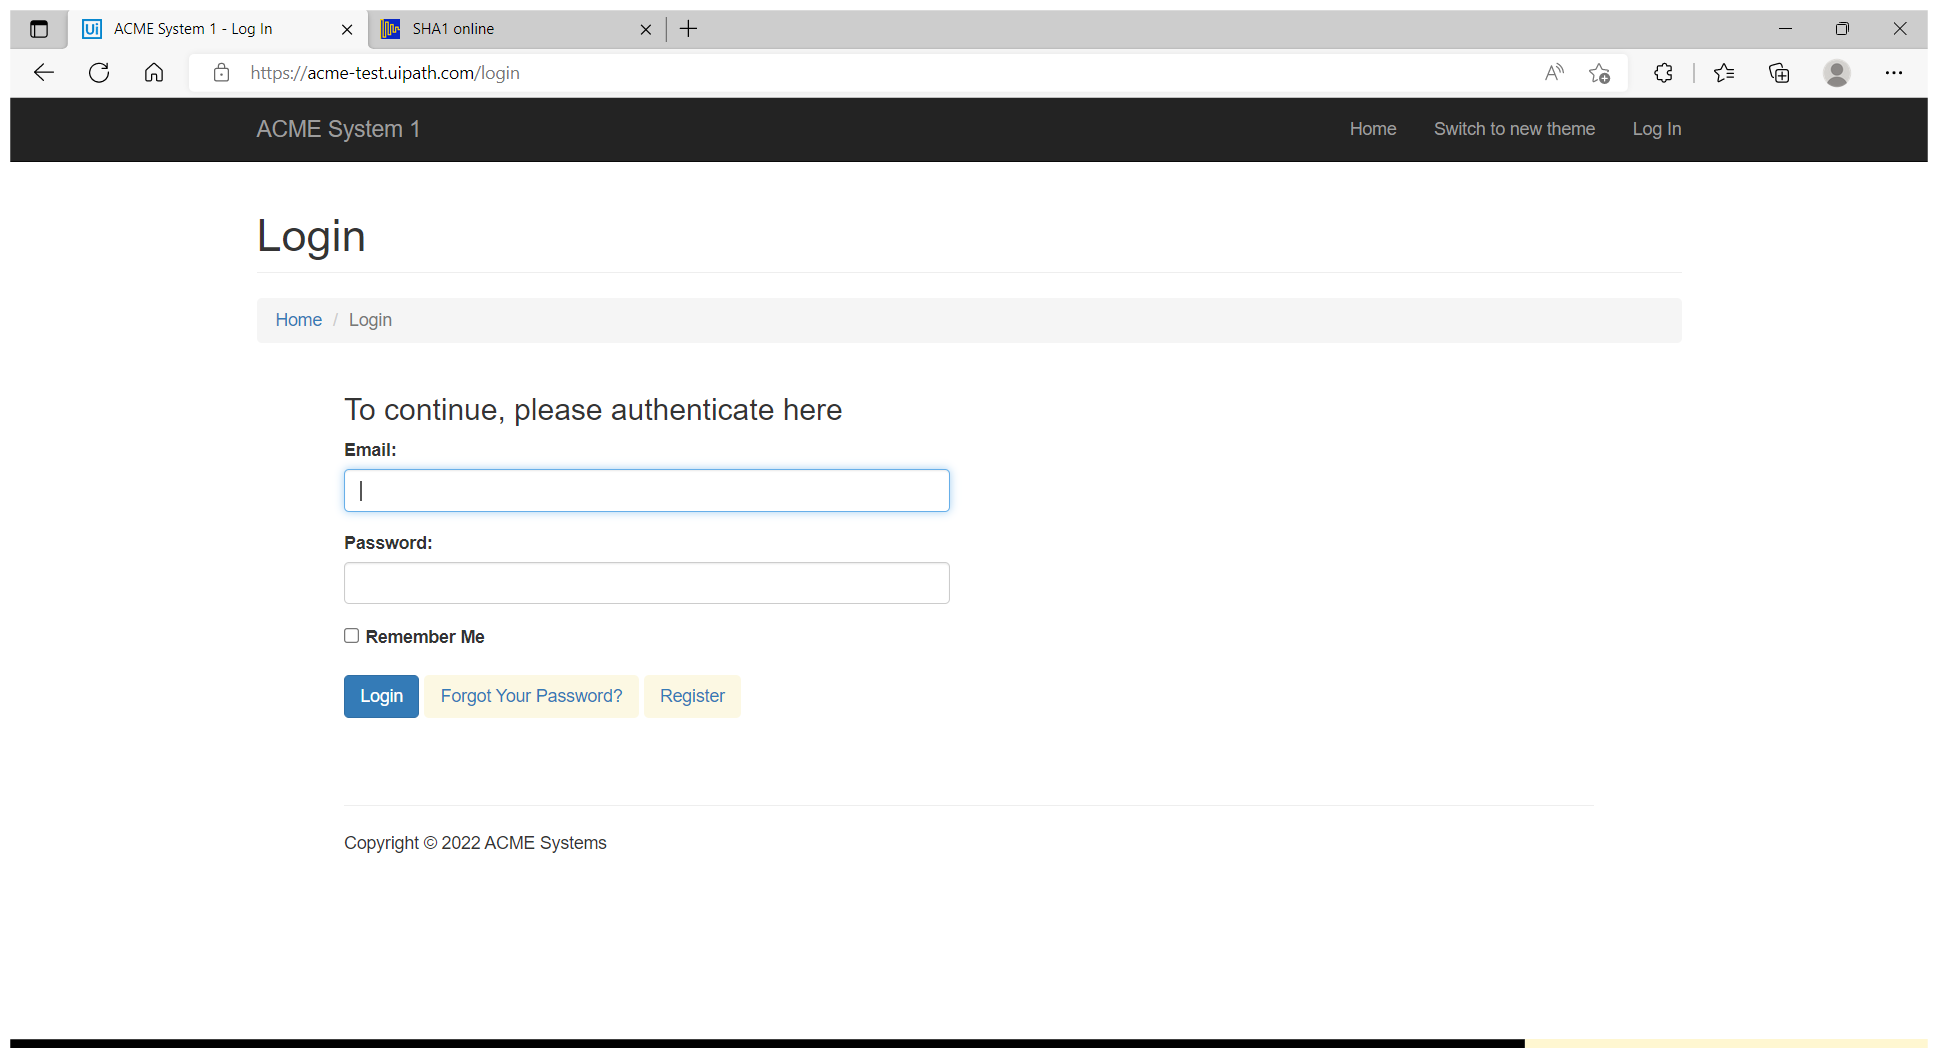 Ui ACME System 1 - Log In SHA1 online
https://acme-test.uipath.com/login
ACME System 1 Home Switch to new theme Log In
Login
Home / Login
To continue, please authenticate here
Email:
Password:
Remember Me
Login Forgot Your Password? Register
Copyright © 2022 ACME Systems